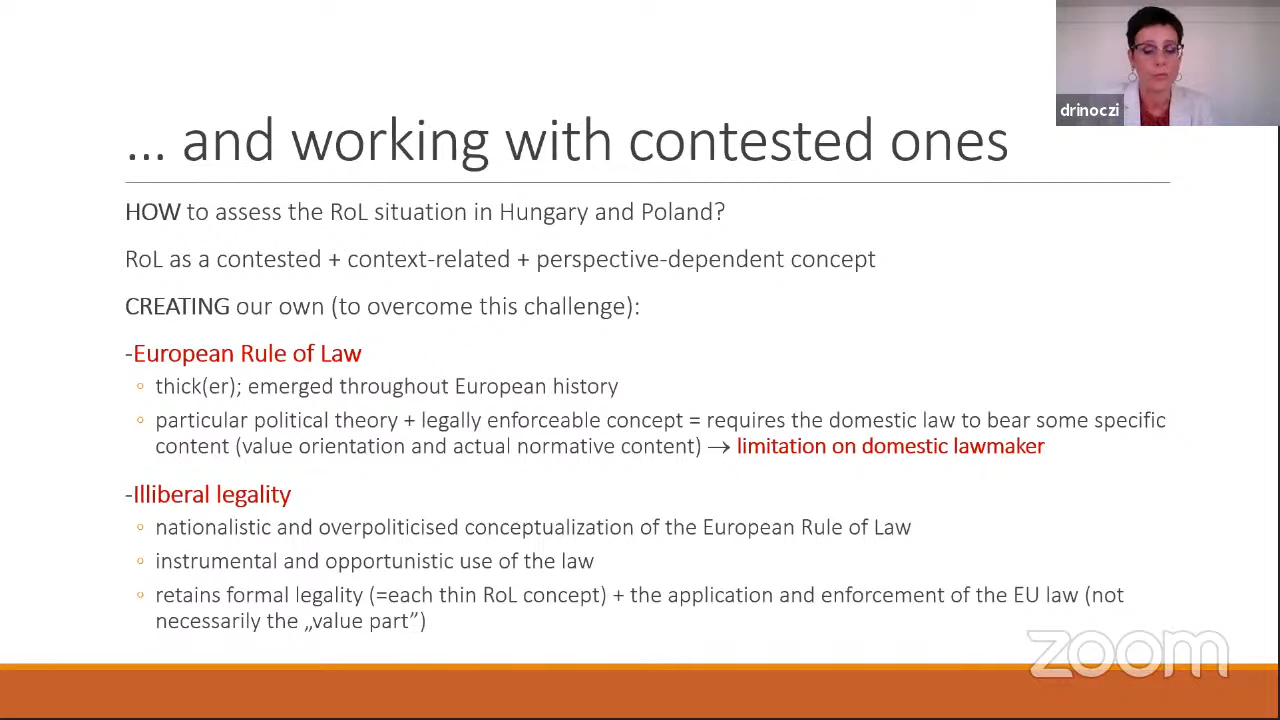 drinoczi
... and working with contested ones
HOW to assess the RoL situation in Hungary and Poland?
RoL as a contested + context-related + perspective-dependent concept
CREATING our own (to overcome this challenge):
-European Rule of Law
◦ thick(er); emerged throughout European history
◦ particular political theory + legally enforceable concept = requires the domestic law to bear some specific
content (value orientation and actual normative content) → limitation on domestic lawmaker
-Illiberal legality
◦ nationalistic and overpoliticised conceptualization of the European Rule of Law
◦ instrumental and opportunistic use of the law
◦ retains formal legality (=each thin RoL concept) + the application and enforcement of the EU law (not
necessarily the „value part”)
zoom